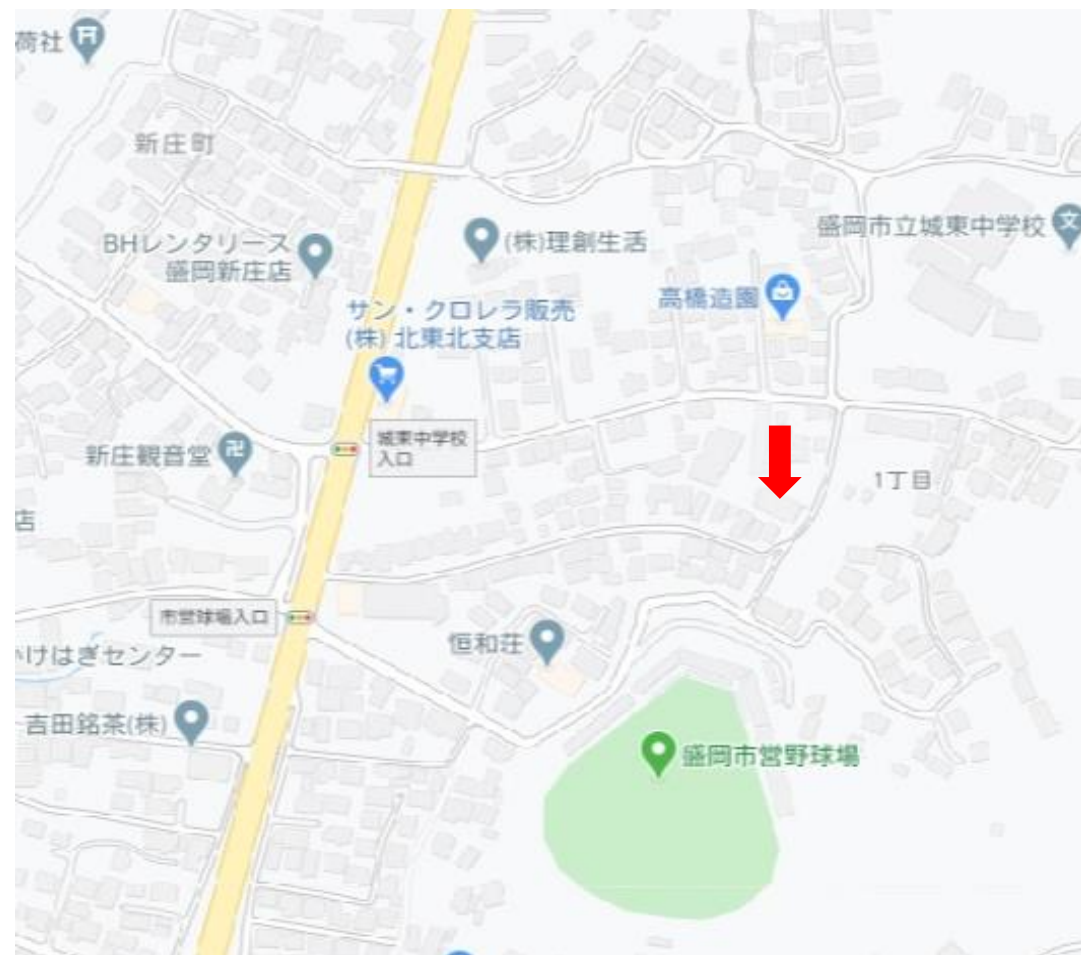 荷社
新庄町
盛岡市立城東中学校
文
BHレンタリース
盛岡新庄店
(株)理創生活
高橋造園
サン・クロレラ販売
(株) 北東北支店
城東中学校
入口
新庄観音堂
卍
1丁目
店
市営球場入口
恒和荘
いけはぎセンター
吉田銘茶(株)
盛岡市営野球場